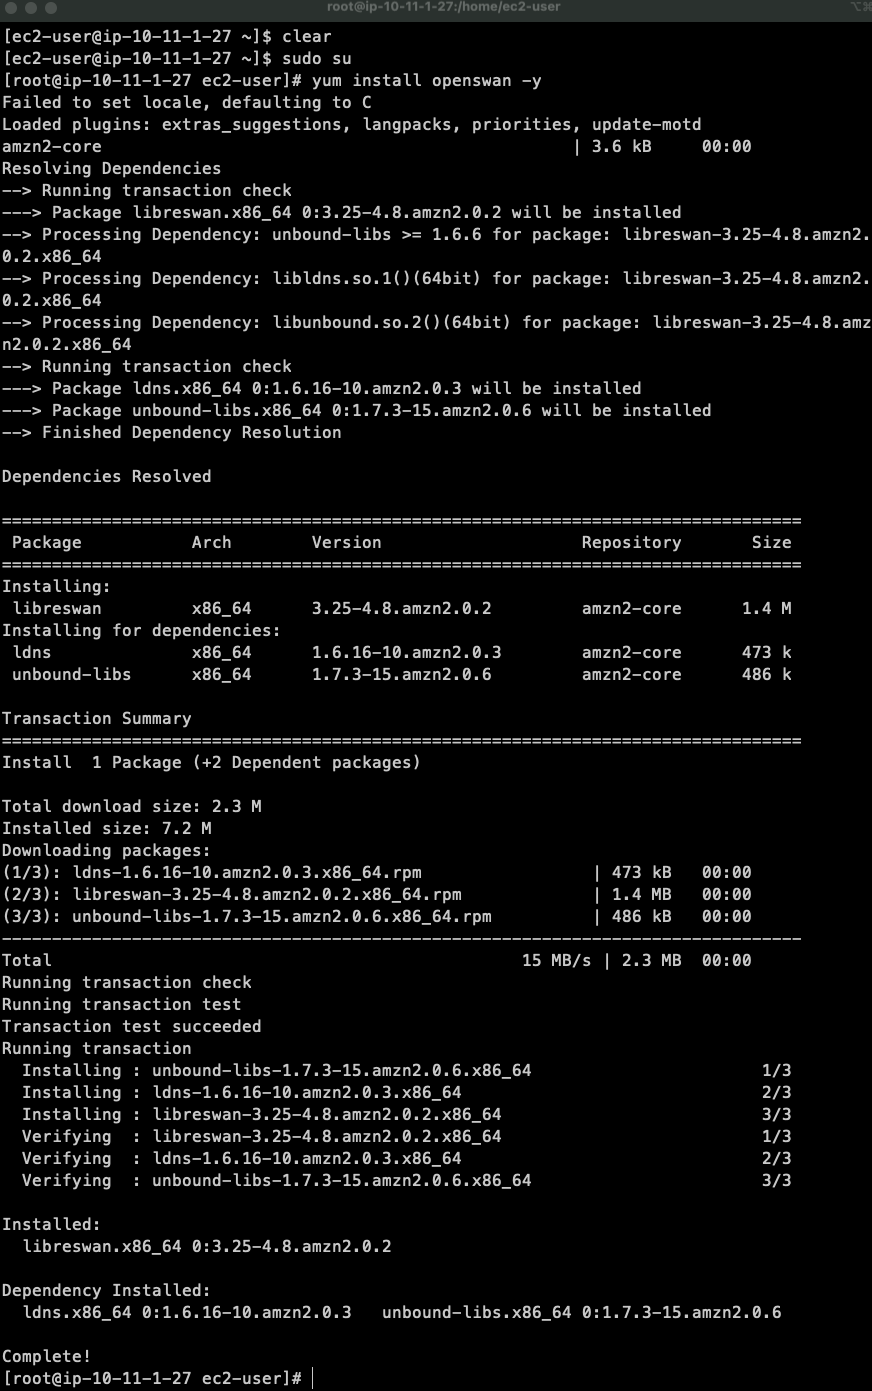 root@ip-10-11-1-27:/home/ec2-user
[ec2-user@ip-10-11-1-27 ~]$ clear
[ec2-user@ip-10-11-1-27 ~]$ sudo su
[root@ip-10-11-1-27 ec2-user]# yum install openswan -y
Failed to set locale, defaulting to C
Loaded plugins: extras_suggestions, langpacks, priorities, update-motd
amzn2-core | 3.6 kB 00:00
Resolving Dependencies
--> Running transaction check
---> Package libreswan.x86_64 0:3.25-4.8.amzn2.0.2 will be installed
--> Processing Dependency: unbound-libs >= 1.6.6 for package: libreswan-3.25-4.8.amzn2.
0.2.x86_64
--> Processing Dependency: libldns.so.1()(64bit) for package: libreswan-3.25-4.8.amzn2.
0.2.x86_64
--> Processing Dependency: libunbound.so.2()(64bit) for package: libreswan-3.25-4.8.amz
n2.0.2.x86_64
--> Running transaction check
---> Package ldns.x86_64 0:1.6.16-10.amzn2.0.3 will be installed
---> Package unbound-libs.x86_64 0:1.7.3-15.amzn2.0.6 will be installed
--> Finished Dependency Resolution

Dependencies Resolved

================================================================================
Package Arch Version Repository Size
================================================================================
Installing:
libreswan x86_64 3.25-4.8.amzn2.0.2 amzn2-core 1.4 M
Installing for dependencies:
ldns x86_64 1.6.16-10.amzn2.0.3 amzn2-core 473 k
unbound-libs x86_64 1.7.3-15.amzn2.0.6 amzn2-core 486 k

Transaction Summary
================================================================================
Install 1 Package (+2 Dependent packages)

Total download size: 2.3 M
Installed size: 7.2 M
Downloading packages:
(1/3): ldns-1.6.16-10.amzn2.0.3.x86_64.rpm | 473 kB 00:00
(2/3): libreswan-3.25-4.8.amzn2.0.2.x86_64.rpm | 1.4 MB 00:00
(3/3): unbound-libs-1.7.3-15.amzn2.0.6.x86_64.rpm | 486 kB 00:00
--------------------------------------------------------------------------------
Total 15 MB/s | 2.3 MB 00:00
Running transaction check
Running transaction test
Transaction test succeeded
Running transaction
Installing : unbound-libs-1.7.3-15.amzn2.0.6.x86_64 1/3
Installing : ldns-1.6.16-10.amzn2.0.3.x86_64 2/3
Installing : libreswan-3.25-4.8.amzn2.0.2.x86_64 3/3
Verifying : libreswan-3.25-4.8.amzn2.0.2.x86_64 1/3
Verifying : ldns-1.6.16-10.amzn2.0.3.x86_64 2/3
Verifying : unbound-libs-1.7.3-15.amzn2.0.6.x86_64 3/3

Installed:
libreswan.x86_64 0:3.25-4.8.amzn2.0.2

Dependency Installed:
ldns.x86_64 0:1.6.16-10.amzn2.0.3 unbound-libs.x86_64 0:1.7.3-15.amzn2.0.6

Complete!
[root@ip-10-11-1-27 ec2-user]#